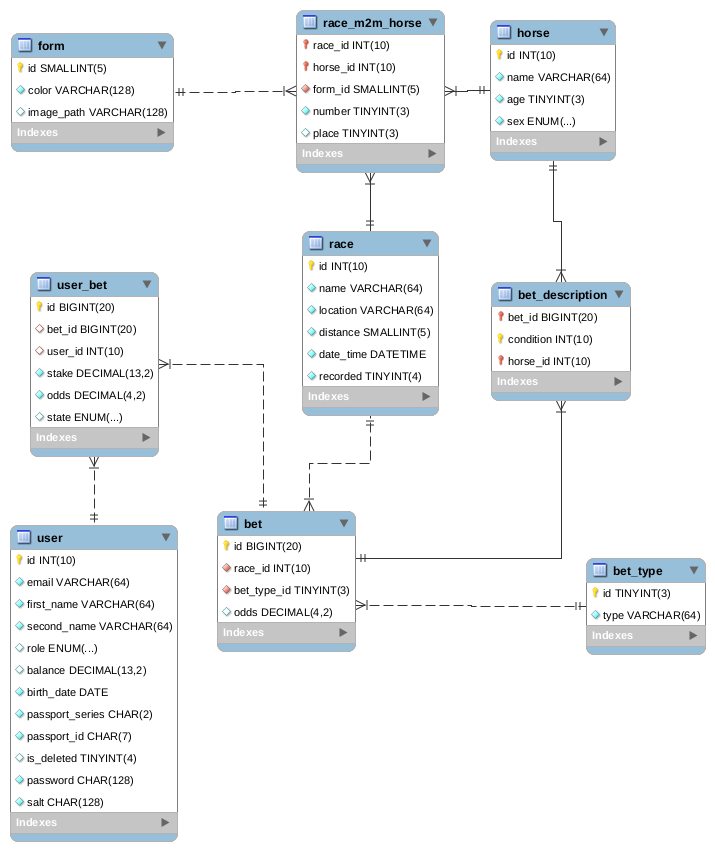 form
id SMALLINT(5)
color VARCHAR(128)
image_path VARCHAR(128)
Indexes
race_m2m_horse
race_id INT(10)
horse_id INT(10)
form_id SMALLINT(5)
number TINYINT(3)
place TINYINT(3)
Indexes
horse
id INT(10)
name VARCHAR(64)
age TINYINT(3)
sex ENUM(...)
Indexes
race
id INT(10)
name VARCHAR(64)
location VARCHAR(64)
distance SMALLINT(5)
date_time DATETIME
recorded TINYINT(4)
Indexes
user_bet
id BIGINT(20)
bet_id BIGINT(20)
user_id INT(10)
stake DECIMAL(13,2)
odds DECIMAL(4,2)
state ENUM(...)
Indexes
bet_description
bet_id BIGINT(20)
condition INT(10)
horse_id INT(10)
Indexes
user
id INT(10)
email VARCHAR(64)
first_name VARCHAR(64)
second_name VARCHAR(64)
role ENUM(...)
balance DECIMAL(13,2)
birth_date DATE
passport_series CHAR(2)
passport_id CHAR(7)
is_deleted TINYINT(4)
password CHAR(128)
salt CHAR(128)
Indexes
bet
id BIGINT(20)
race_id INT(10)
bet_type_id TINYINT(3)
odds DECIMAL(4,2)
Indexes
bet_type
id TINYINT(3)
type VARCHAR(64)
Indexes